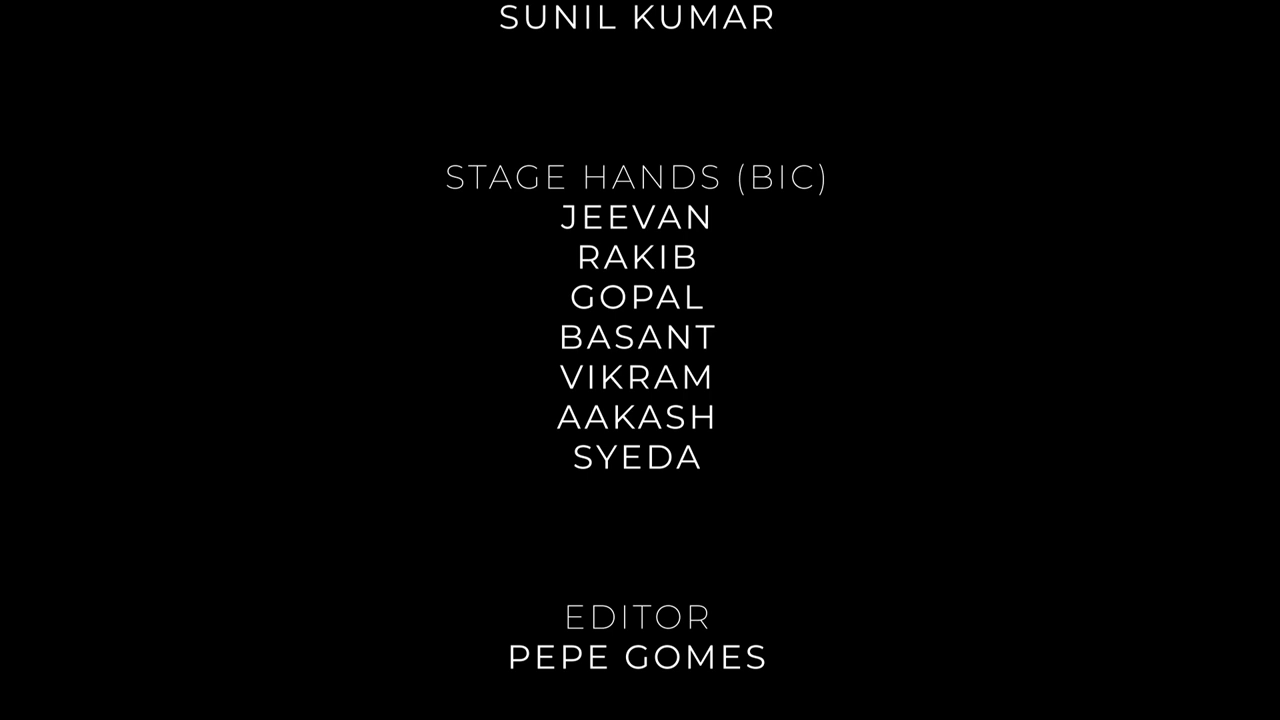 SUNIL KUMAR
STAGE HANDS (BIC)
JEEVAN
RAKIB
GOPAL
BASANT
VIKRAM
AAKASH
SYEDA
EDITOR
PEPE GOMES